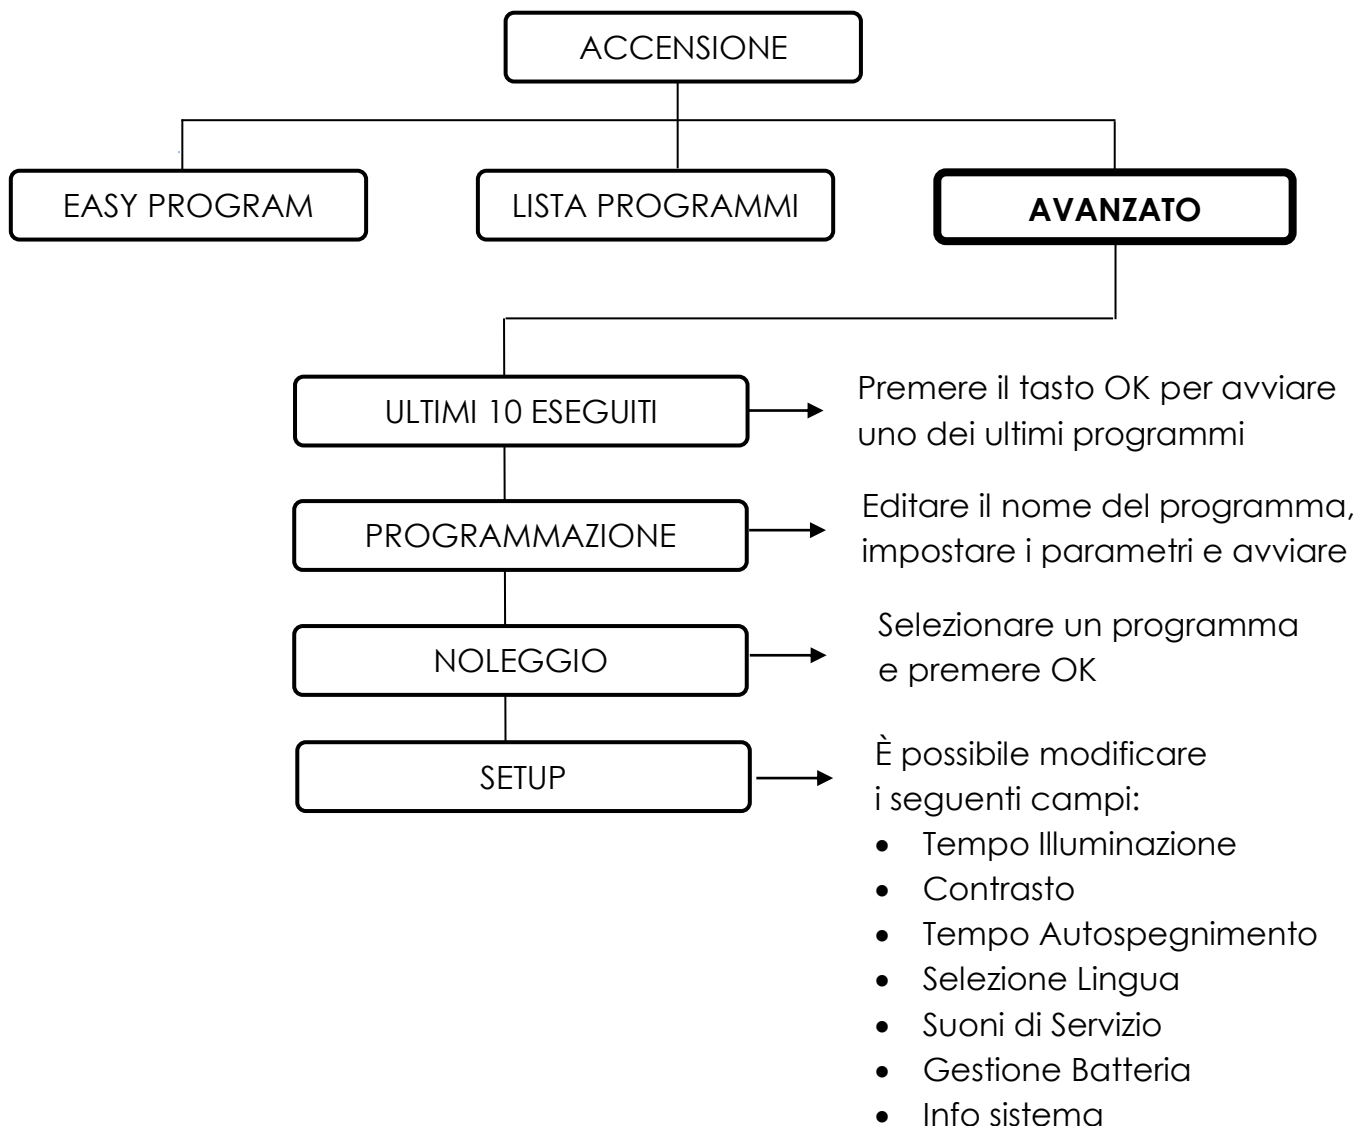 ACCENSIONE
EASY PROGRAM
LISTA PROGRAMMI
AVANZATO
ULTIMI 10 ESEGUITI
Premere il tasto OK per avviare
uno dei ultimi programmi
PROGRAMMAZIONE
Editare il nome del programma,
impostare i parametri e avviare
NOLEGGIO
Selezionare un programma
e premere OK
SETUP
È possibile modificare
i seguenti campi:
• Tempo Illuminazione
• Contrasto
• Tempo Autospegnimento
• Selezione Lingua
• Suoni di Servizio
• Gestione Batteria
• Info sistema